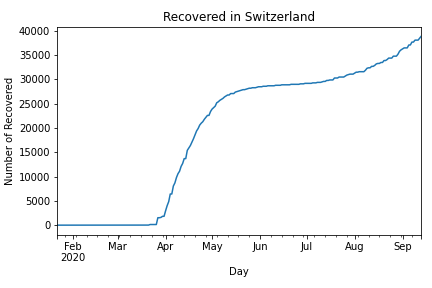 Recovered in Switzerland
Number of Recovered
40000
35000
30000
25000
20000
15000
10000
5000
0
Feb Mar Apr May Jun Jul Aug Sep
2020
Day